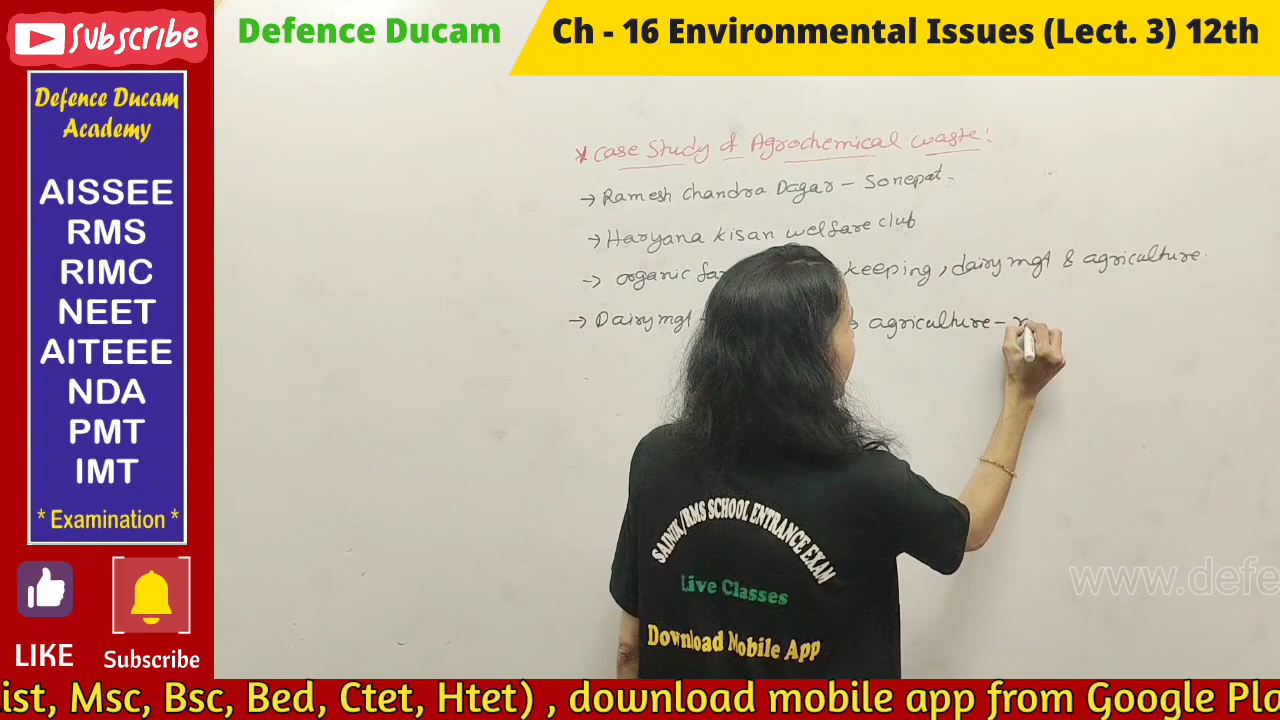 Subscribe
Defence Ducam
Ch - 16 Environmental Issues (Lect. 3) 12th
Defence Ducam
Academy
AISSEE
RMS
RIMC
NEET
AITEEE
NDA
PMT
IMT
* Examination *
LIKE
Subscribe
* Case Study of Agrochemical waste:
→ Ramesh Chandra Dagar - Sonepat
→ Haryana kisan welfare club
→ organic keeping, dairy mgt & agriculture.
→ Dairy mgt agriculture -
SAINIK/RMS SCHOOL ENTRANCE EXAM
Live Classes
Download Mobile App
www.defe
ist, Msc, Bsc, Bed, Ctet, Htet) , download mobile app from Google Pla